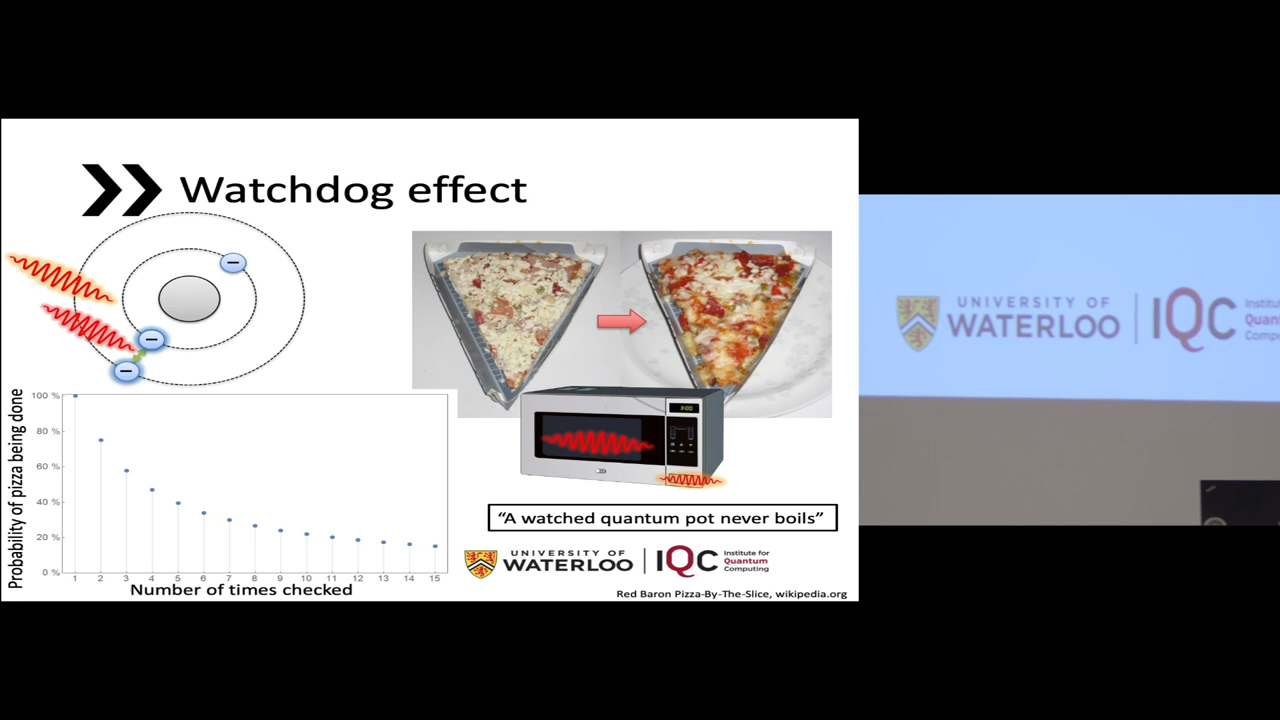 Watchdog effect
Probability of pizza being done
100 %
80 %
60 %
40 %
20 %
0 %
1 2 3 4 5 6 7 8 9 10 11 12 13 14 15
Number of times checked
3:00
“A watched quantum pot never boils”
UNIVERSITY OF
WATERLOO
IQC
Institute for
Quantum
Computing
Red Baron Pizza-By-The-Slice, wikipedia.org
UNIVERSITY OF
WATERLOO
IQC